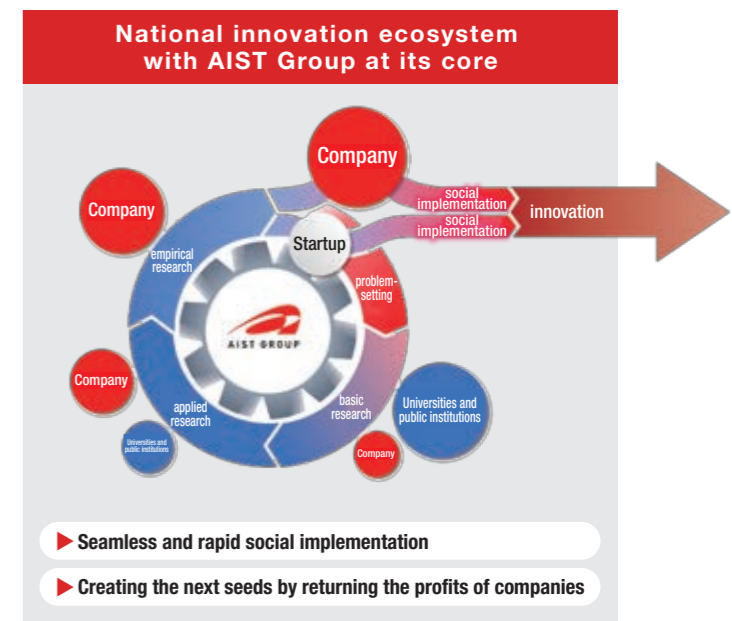 National innovation ecosystem
with AIST Group at its core
Company
social
implementation
innovation
social
implementation
Company
Startup
empirical
research
problem-
setting
AIST GROUP
Company
applied
research
basic
research
Universities and
public institutions
Universities and
public institutions
Company
Seamless and rapid social implementation
Creating the next seeds by returning the profits of companies